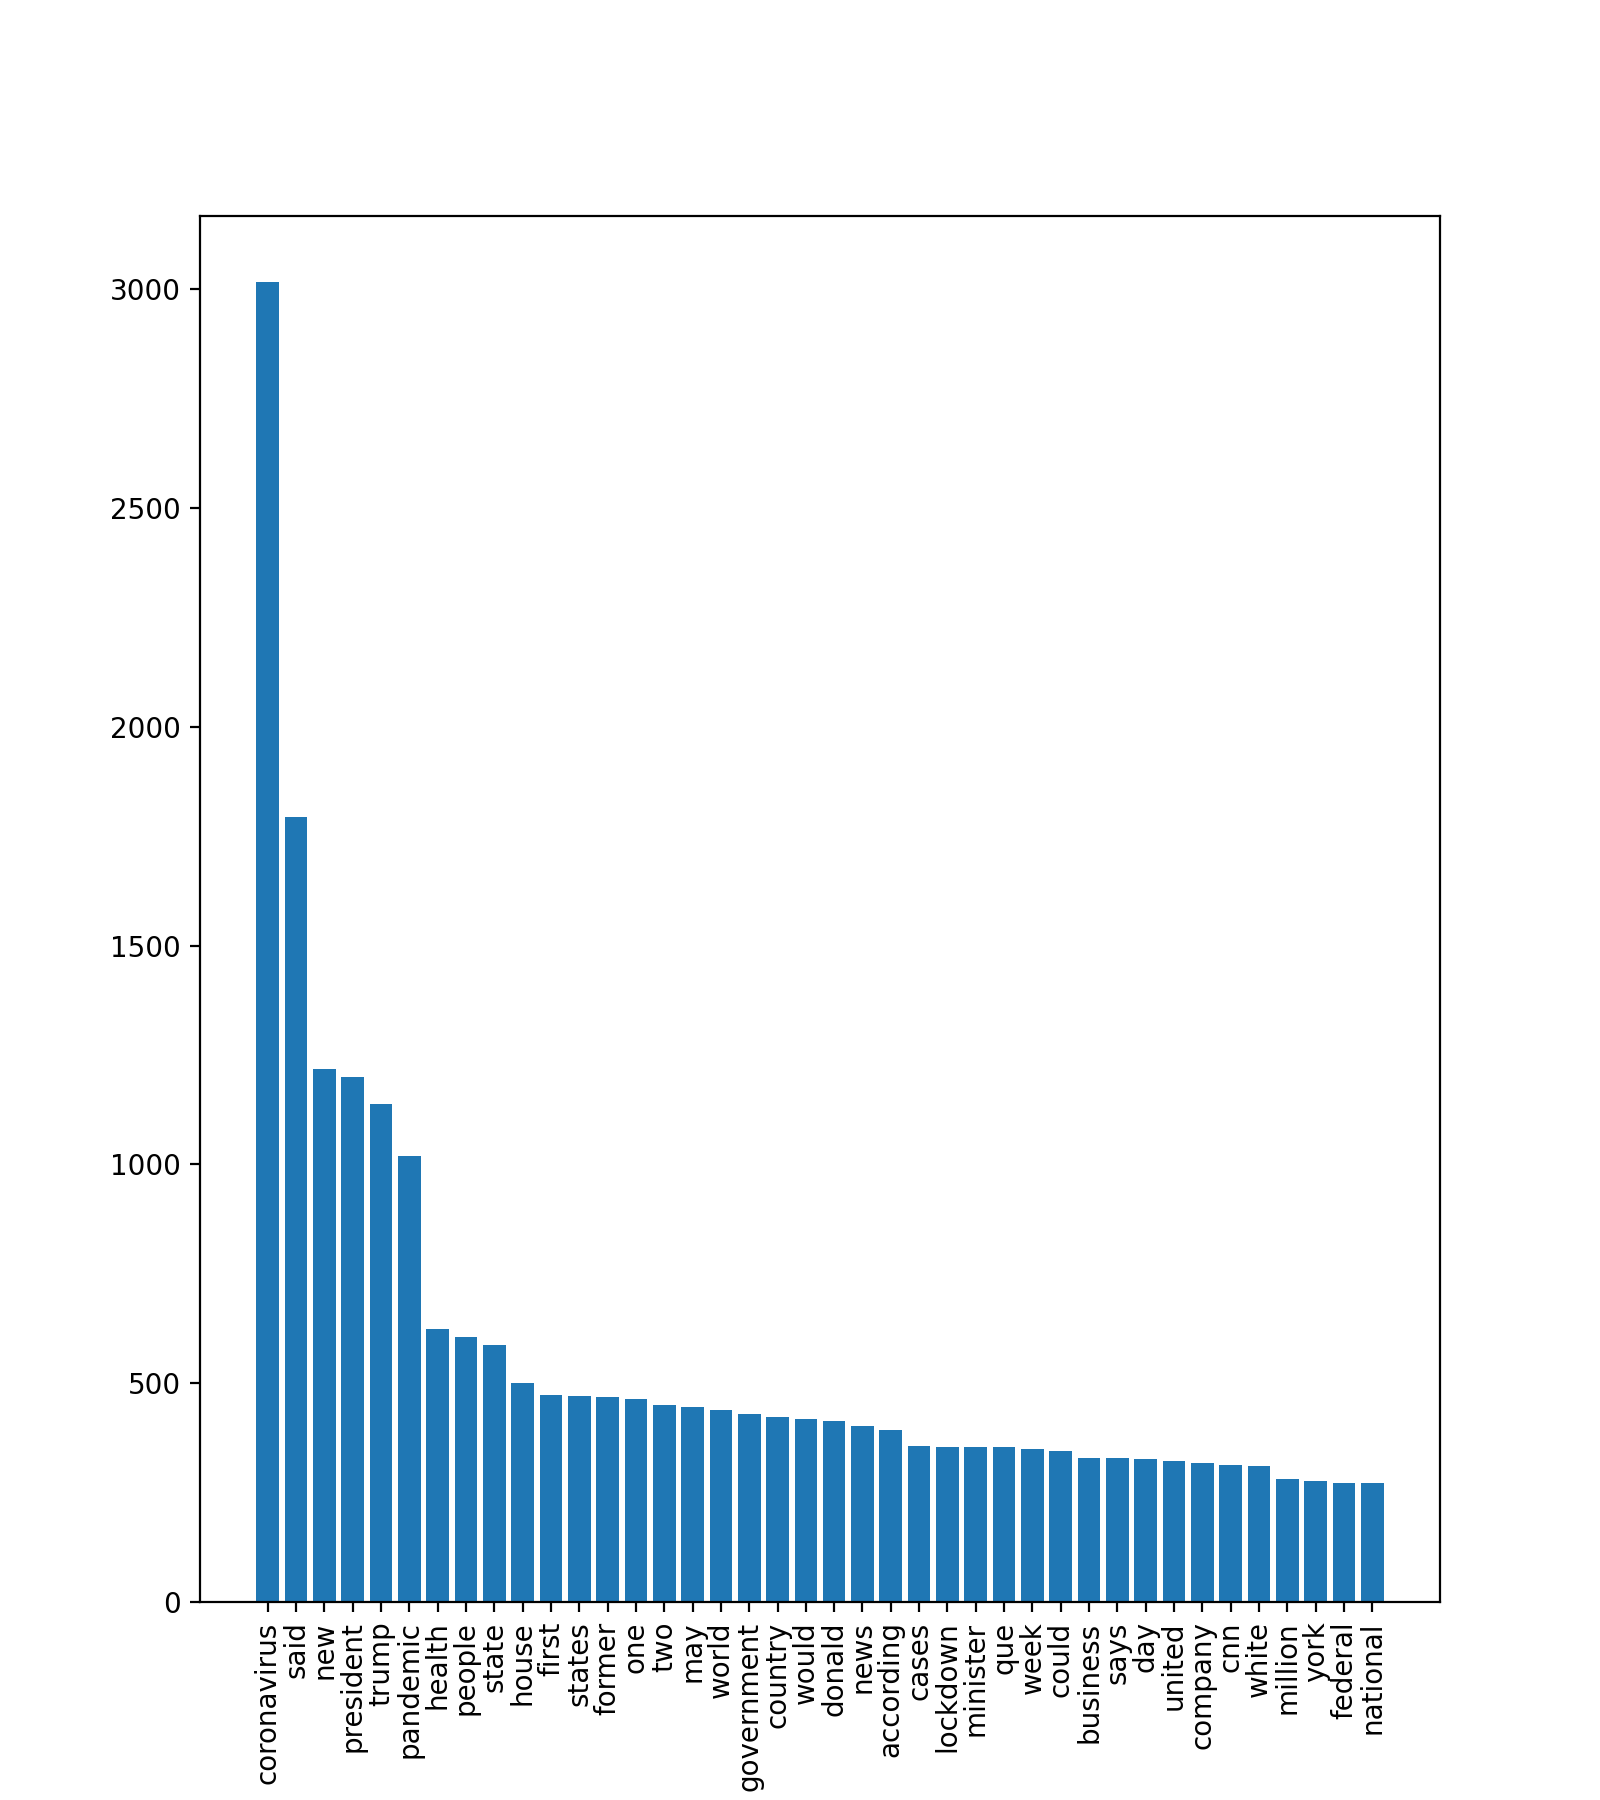 3000
2500
2000
1500
1000
500
0
coronavirus
said
new
president
trump
pandemic
health
people
state
house
first
states
former
one
two
may
world
government
country
would
donald
news
according
cases
lockdown
minister
que
week
could
business
says
day
united
company
cnn
white
million
york
federal
national